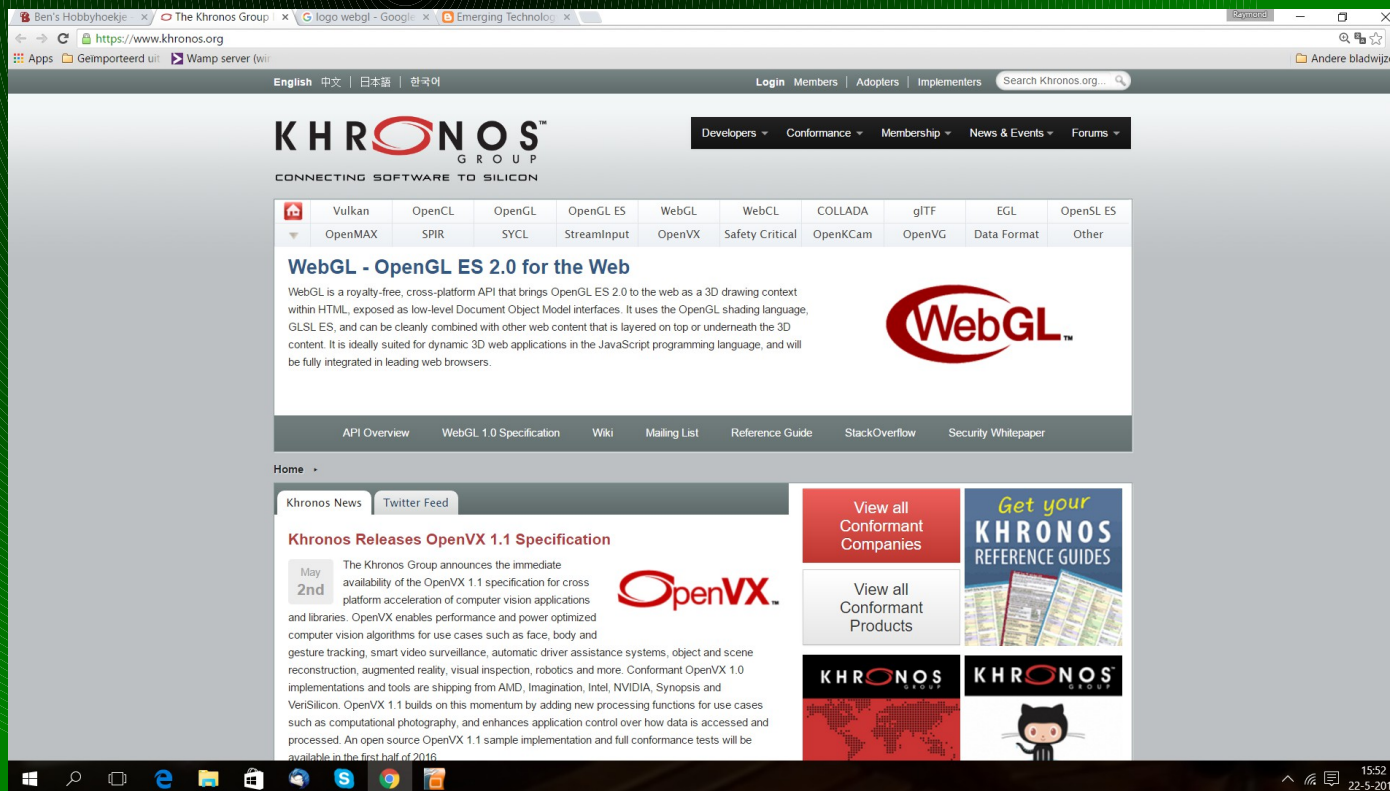 Ben's Hobbyhoekje - The Khronos Group G logo webgl - Google Emerging Technolog Raymond
https://www.khronos.org
Apps Geïmporteerd uit Wamp server (wir Andere bladwijze
English 中文 | 日本語 | 한국어 Login Members | Adopters | Implementers Search Khronos.org...
KHRONOS™
GROUP
CONNECTING SOFTWARE TO SILICON
Developers Conformance Membership News & Events Forums
Vulkan OpenCL OpenGL OpenGL ES WebGL WebCL COLLADA glTF EGL OpenSL ES
OpenMAX SPIR SYCL StreamInput OpenVX Safety Critical OpenKCam OpenVG Data Format Other
WebGL - OpenGL ES 2.0 for the Web
WebGL is a royalty-free, cross-platform API that brings OpenGL ES 2.0 to the web as a 3D drawing context
within HTML, exposed as low-level Document Object Model interfaces. It uses the OpenGL shading language,
GLSL ES, and can be cleanly combined with other web content that is layered on top or underneath the 3D
content. It is ideally suited for dynamic 3D web applications in the JavaScript programming language, and will
be fully integrated in leading web browsers.
WebGL™
API Overview WebGL 1.0 Specification Wiki Mailing List Reference Guide StackOverflow Security Whitepaper
Home
Khronos News Twitter Feed
Khronos Releases OpenVX 1.1 Specification
May
2nd
The Khronos Group announces the immediate
availability of the OpenVX 1.1 specification for cross
platform acceleration of computer vision applications
and libraries. OpenVX enables performance and power optimized
computer vision algorithms for use cases such as face, body and
gesture tracking, smart video surveillance, automatic driver assistance systems, object and scene
reconstruction, augmented reality, visual inspection, robotics and more. Conformant OpenVX 1.0
implementations and tools are shipping from AMD, Imagination, Intel, NVIDIA, Synopsis and
VeriSilicon. OpenVX 1.1 builds on this momentum by adding new processing functions for use cases
such as computational photography, and enhances application control over how data is accessed and
processed. An open source OpenVX 1.1 sample implementation and full conformance tests will be
available in the first half of 2016
OpenVX™
View all
Conformant
Companies
View all
Conformant
Products
Get your
KHRONOS
REFERENCE GUIDES
KHRONOS
GROUP
KHRONOS™
GROUP
15:52
22-5-201